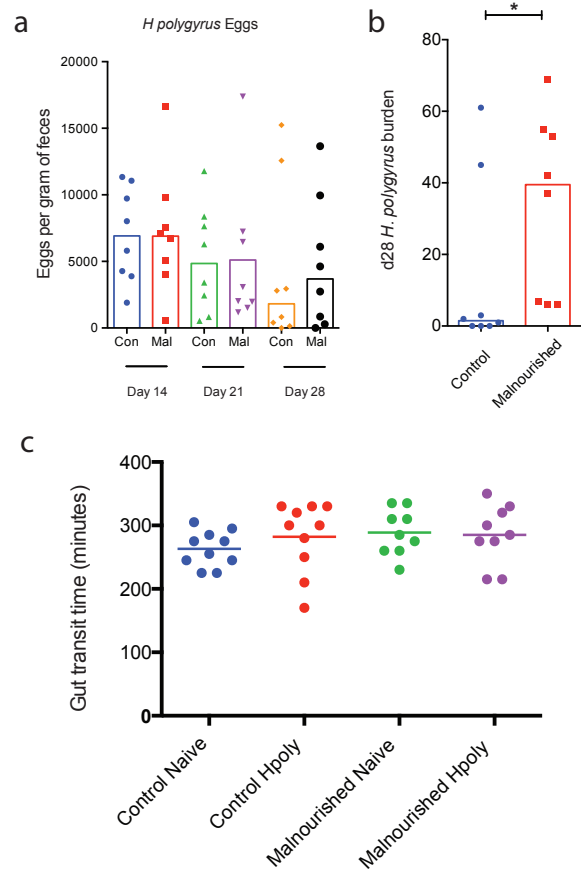 a
H polygyrus Eggs
Eggs per gram of feces
20000
15000
10000
5000
0
Con Mal Con Mal Con Mal
Day 14 Day 21 Day 28
b
*
d28 H. polygyrus burden
80
60
40
20
0
Control
Malnourished
c
Gut transit time (minutes)
400
300
200
100
0
Control Naive
Control Hpoly
Malnourished Naive
Malnourished Hpoly